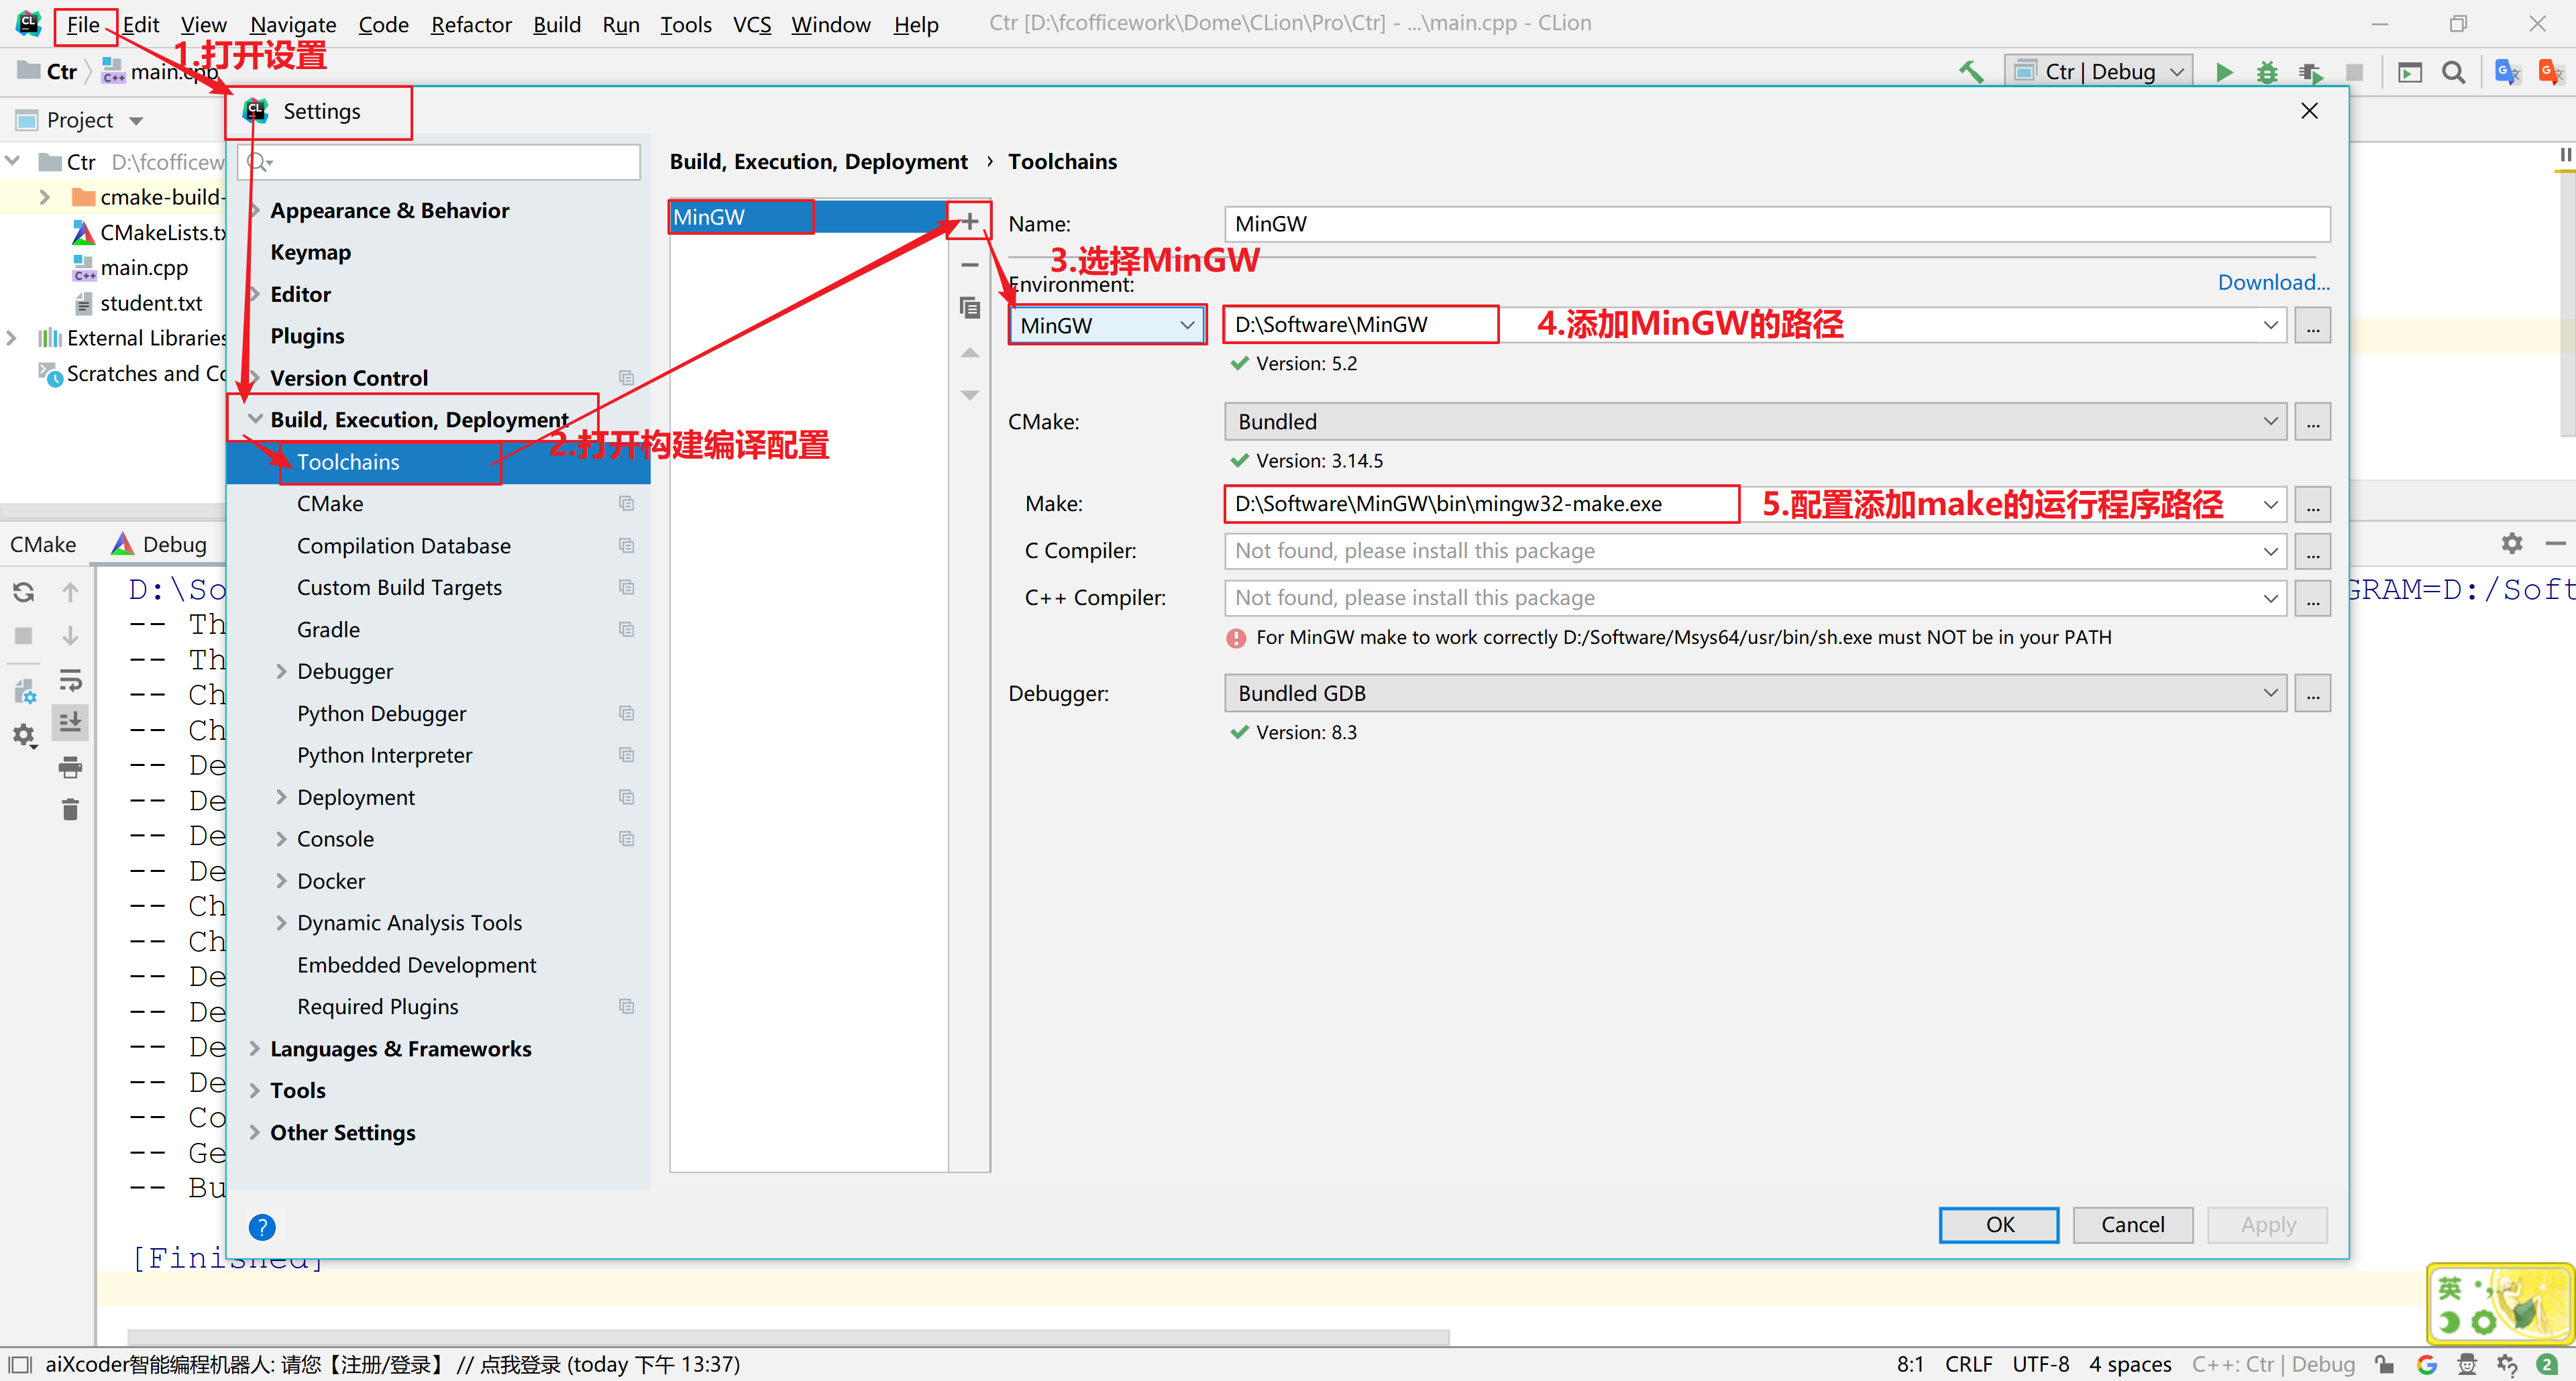 File Edit View Navigate Code Refactor Build Run Tools VCS Window Help Ctr [D:\fcofficework\Dome\CLion\Pro\Ctr] - ...\main.cpp - CLion
1.打开设置
Ctr main.cpp Ctr | Debug
Settings
Project
Ctr D:\fcofficew
cmake-build-
CMakeLists.tx
main.cpp
student.txt
External Libraries
Scratches and Co
Appearance & Behavior
Keymap
Editor
Plugins
Version Control
Build, Execution, Deployment
2.打开构建编译配置
Toolchains
CMake
Compilation Database
Custom Build Targets
Gradle
Debugger
Python Debugger
Python Interpreter
Deployment
Console
Docker
Dynamic Analysis Tools
Embedded Development
Required Plugins
Languages & Frameworks
Tools
Other Settings
Build, Execution, Deployment › Toolchains
MinGW
Name: MinGW
3.选择MinGW
Environment: Download...
MinGW D:\Software\MinGW 4.添加MinGW的路径
Version: 5.2
CMake: Bundled
Version: 3.14.5
Make: D:\Software\MinGW\bin\mingw32-make.exe 5.配置添加make的运行程序路径
C Compiler: Not found, please install this package
C++ Compiler: Not found, please install this package
For MinGW make to work correctly D:/Software/Msys64/usr/bin/sh.exe must NOT be in your PATH
Debugger: Bundled GDB
Version: 8.3
OK Cancel Apply
CMake Debug
D:\So GRAM=D:/Soft
-- Th
-- Th
-- Ch
-- Ch
-- De
-- De
-- De
-- De
-- Ch
-- Ch
-- De
-- De
-- De
-- De
-- Co
-- Ge
-- Bu
[Finished]
英
aiXcoder智能编程机器人: 请您【注册/登录】 // 点我登录 (today 下午 13:37) 8:1 CRLF UTF-8 4 spaces C++: Ctr | Debug 2